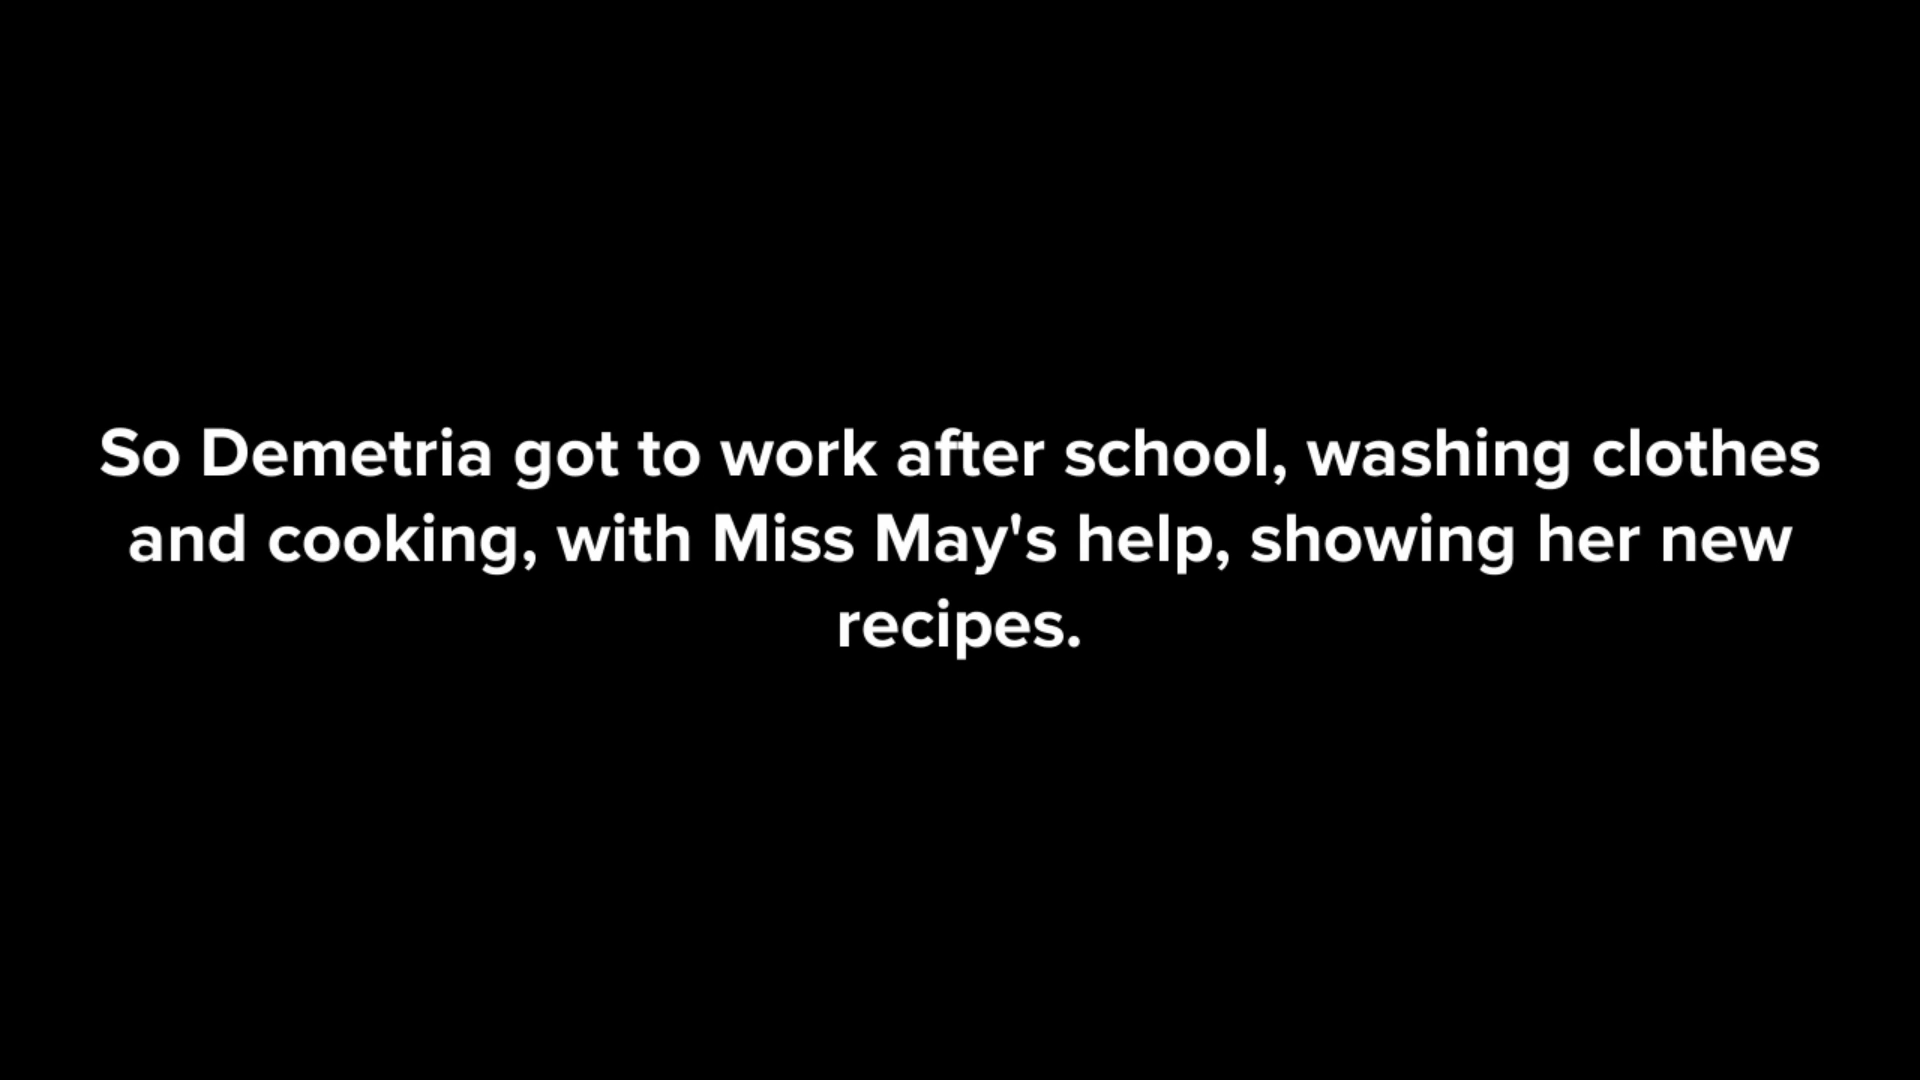 So Demetria got to work after school, washing clothes
and cooking, with Miss May's help, showing her new
recipes.